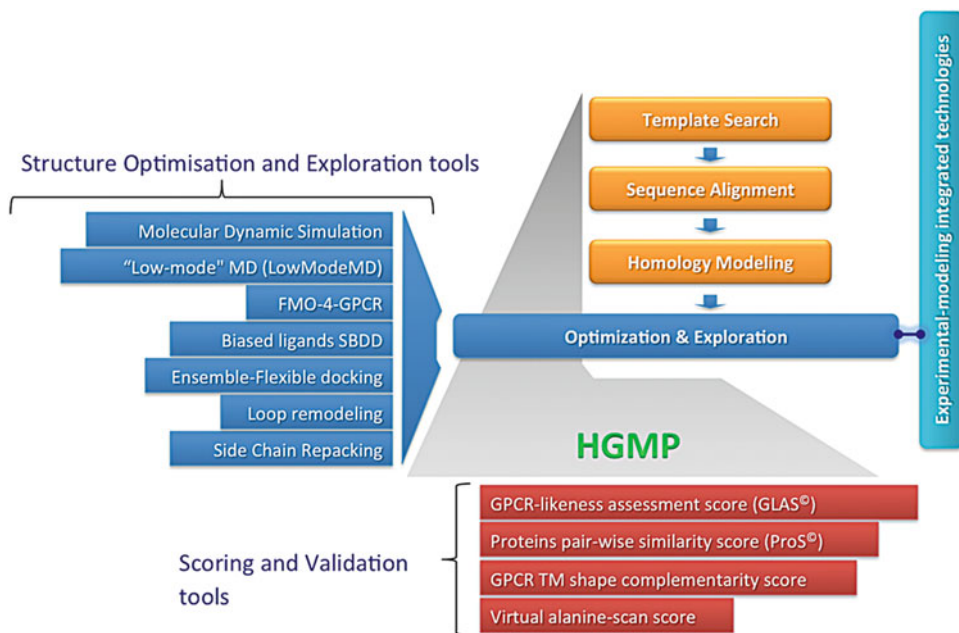 Template Search
Sequence Alignment
Homology Modeling
Optimization & Exploration
Experimental-modeling integrated technologies
Structure Optimisation and Exploration tools
Molecular Dynamic Simulation
“Low-mode" MD (LowModeMD)
FMO-4-GPCR
Biased ligands SBDD
Ensemble-Flexible docking
Loop remodeling
Side Chain Repacking
HGMP
Scoring and Validation
tools
GPCR-likeness assessment score (GLAS©)
Proteins pair-wise similarity score (ProS©)
GPCR TM shape complementarity score
Virtual alanine-scan score